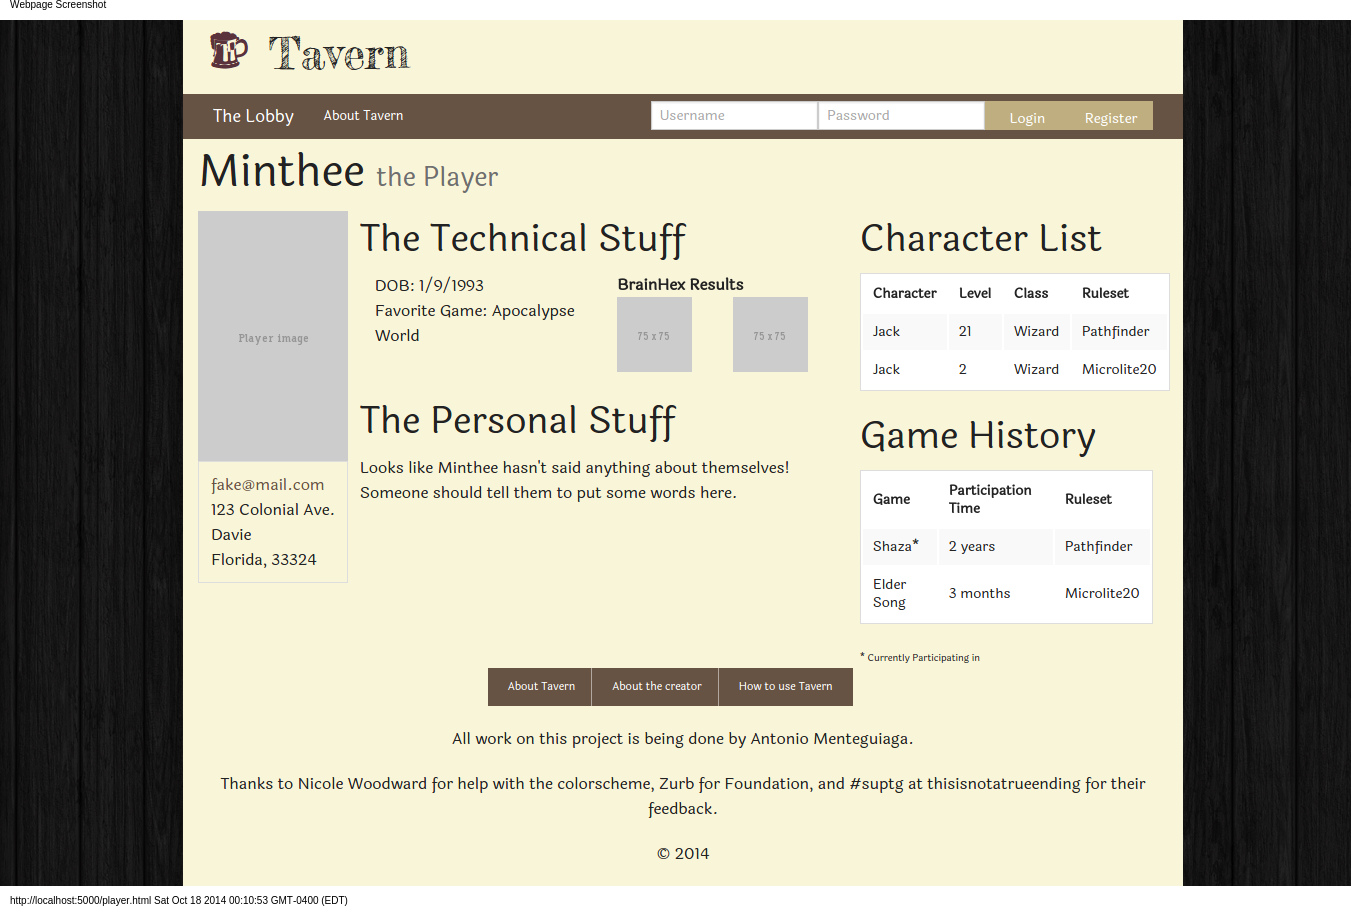 Webpage Screenshot
Tavern
The Lobby About Tavern Username Password Login Register
Minthee the Player
Player image
fake@mail.com
123 Colonial Ave.
Davie
Florida, 33324
The Technical Stuff
DOB: 1/9/1993
Favorite Game: Apocalypse
World
BrainHex Results
75 x 75 75 x 75
The Personal Stuff
Looks like Minthee hasn't said anything about themselves!
Someone should tell them to put some words here.
Character List
Character Level Class Ruleset
Jack 21 Wizard Pathfinder
Jack 2 Wizard Microlite20
Game History
Game Participation Time Ruleset
Shaza* 2 years Pathfinder
Elder Song 3 months Microlite20
* Currently Participating in
About Tavern About the creator How to use Tavern
All work on this project is being done by Antonio Menteguiaga.
Thanks to Nicole Woodward for help with the colorscheme, Zurb for Foundation, and #suptg at thisisnotatrueending for their
feedback.
© 2014
http://localhost:5000/player.html Sat Oct 18 2014 00:10:53 GMT-0400 (EDT)